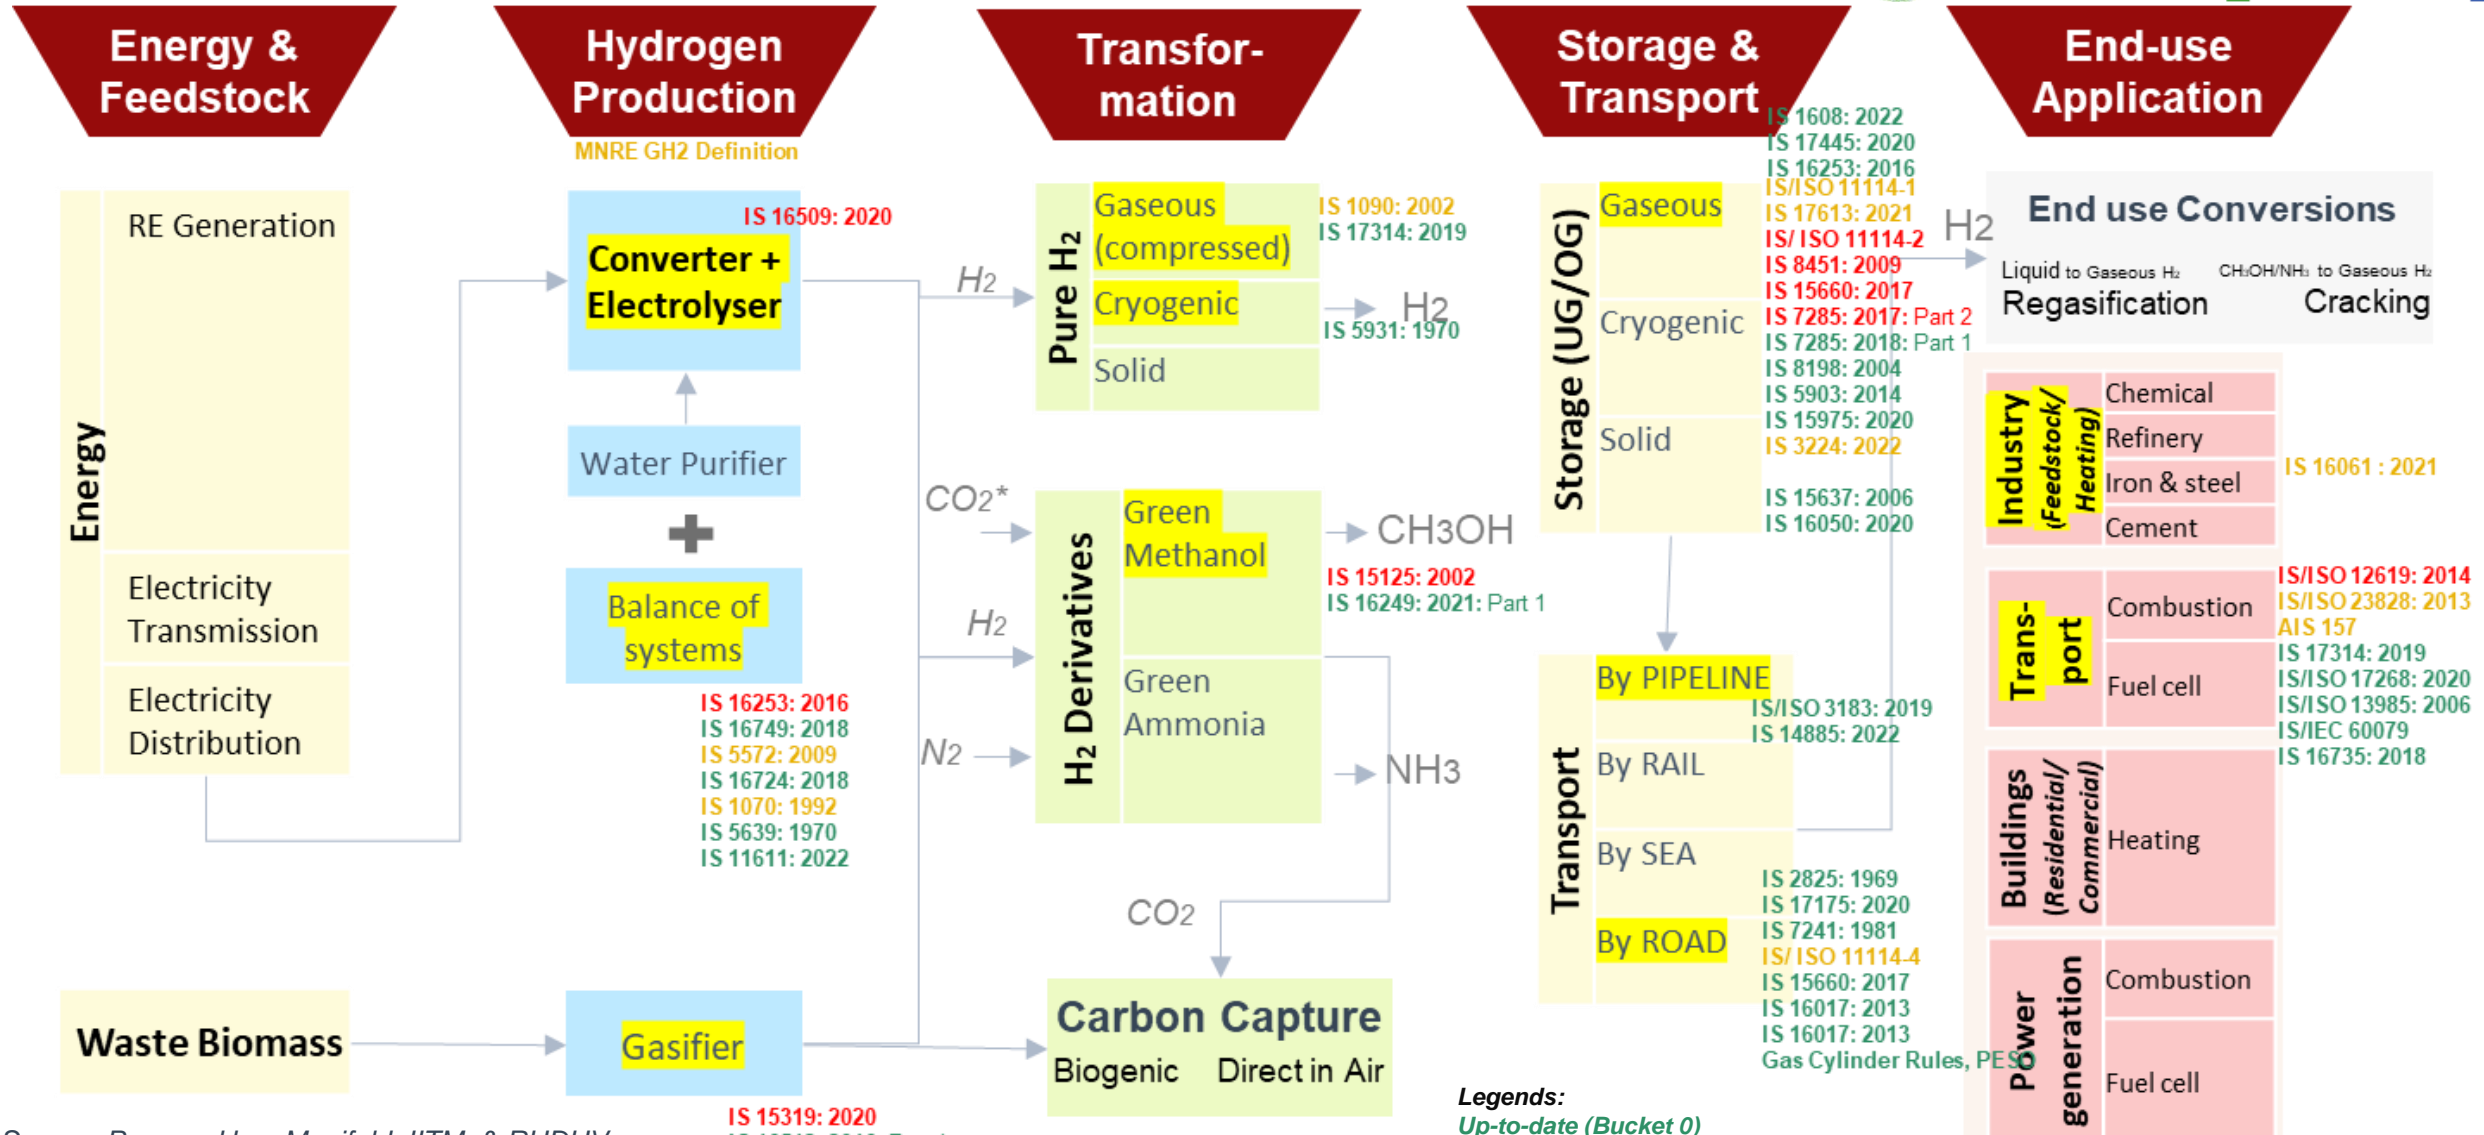 Energy &
Feedstock
Hydrogen
Production
Transfor-
mation
Storage &
Transport
End-use
Application
MNRE GH2 Definition
Energy
RE Generation
Electricity
Transmission
Electricity
Distribution
Waste Biomass
IS 16509: 2020
Converter +
Electrolyser
Water Purifier
Balance of
systems
IS 16253: 2016
IS 16749: 2018
IS 5572: 2009
IS 16724: 2018
IS 1070: 1992
IS 5639: 1970
IS 11611: 2022
Gasifier
IS 15319: 2020
H2
Pure H2
Gaseous
(compressed)
Cryogenic
Solid
IS 1090: 2002
IS 17314: 2019
H2
IS 5931: 1970
CO2*
H2
N2
H2 Derivatives
Green
Methanol
Green
Ammonia
CH3OH
IS 15125: 2002
IS 16249: 2021: Part 1
NH3
CO2
Carbon Capture
Biogenic Direct in Air
Storage (UG/OG)
Gaseous
Cryogenic
Solid
IS 1608: 2022
IS 17445: 2020
IS 16253: 2016
IS/ISO 11114-1
IS 17613: 2021
IS/ ISO 11114-2
IS 8451: 2009
IS 15660: 2017
IS 7285: 2017: Part 2
IS 7285: 2018: Part 1
IS 8198: 2004
IS 5903: 2014
IS 15975: 2020
IS 3224: 2022
IS 15637: 2006
IS 16050: 2020
Transport
By PIPELINE
By RAIL
By SEA
By ROAD
IS/ISO 3183: 2019
IS 14885: 2022
IS 2825: 1969
IS 17175: 2020
IS 7241: 1981
IS/ ISO 11114-4
IS 15660: 2017
IS 16017: 2013
IS 16017: 2013
Gas Cylinder Rules, PESO
H2
End use Conversions
Liquid to Gaseous H2 CH3OH/NH3 to Gaseous H2
Regasification Cracking
Industry
(Feedstock/
Heating)
Chemical
Refinery
Iron & steel
Cement
IS 16061 : 2021
Trans-
port
Combustion
Fuel cell
IS/ISO 12619: 2014
IS/ISO 23828: 2013
AIS 157
IS 17314: 2019
IS/ISO 17268: 2020
IS/ISO 13985: 2006
IS/IEC 60079
IS 16735: 2018
Buildings
(Residential/
Commercial)
Heating
Power
generation
Combustion
Fuel cell
Legends:
Up-to-date (Bucket 0)